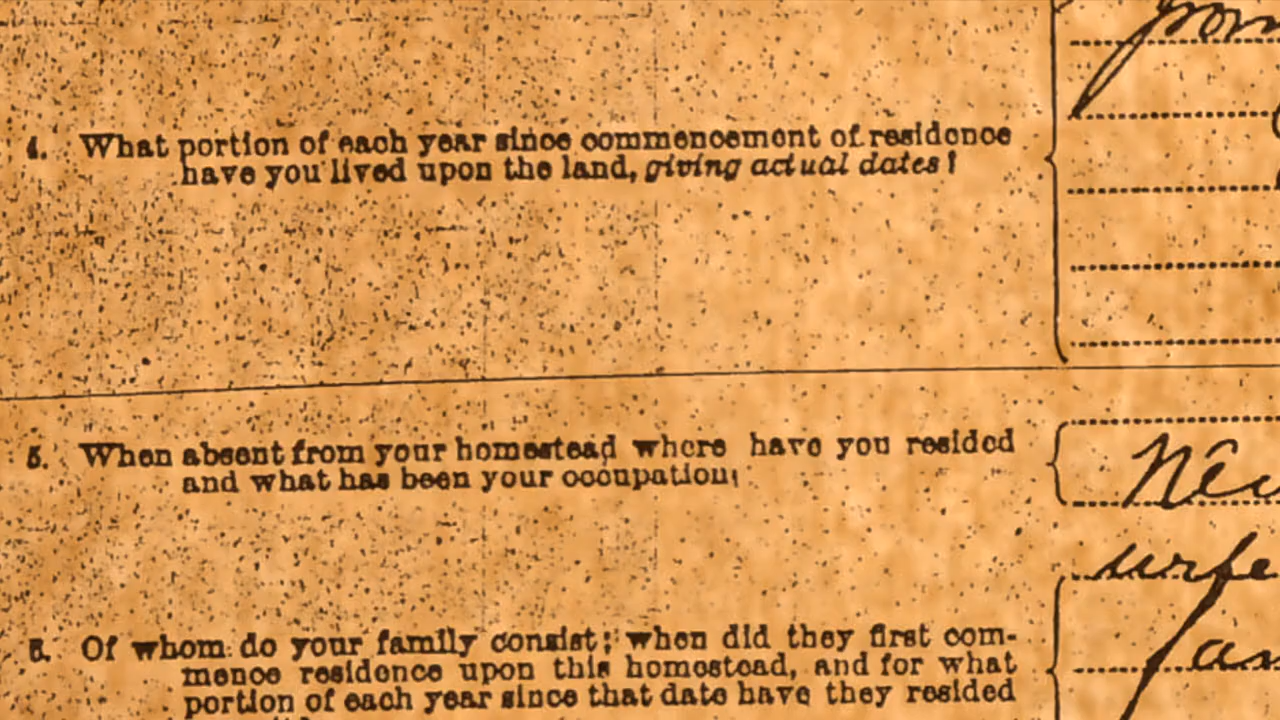 from
4. What portion of each year since commencement of residence
have you lived upon the land, giving actual dates?
5. When absent from your homestead where have you resided
and what has been your occupation?
wife
6. Of whom do your family consist; when did they first com-
mence residence upon this homestead, and for what
portion of each year since that date have they resided